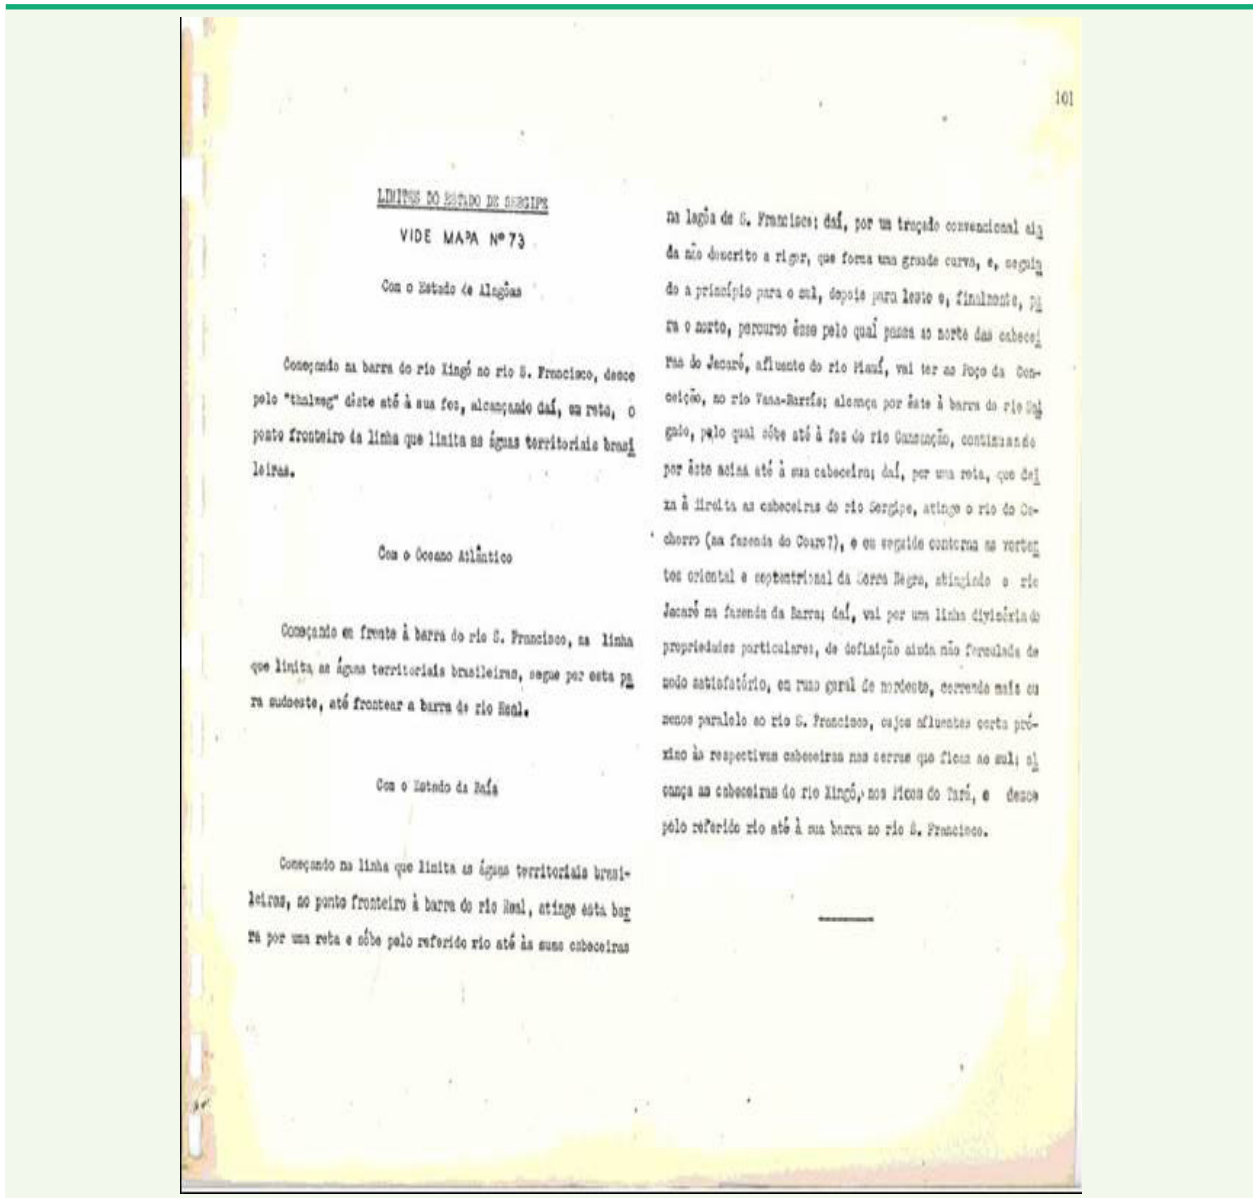 101
LIMITES DO ESTADO DE SERGIPE
VIDE MAPA Nº 73
Com o Estado de Alagôas
Começando na barra do rio Xingó no rio S. Francisco, desce
pelo "thalweg" dêste até à sua foz, alcançando daí, em reta, o
ponto fronteiro da linha que limita as águas territoriais brasi
leiras.
Com o Oceano Atlântico
Começando em frente à barra do rio S. Francisco, na linha
que limita as águas territoriais brasileiras, segue por esta pa
ra sudoeste, até frontear a barra do rio Real.
Com o Estado da Baía
Começando na linha que limita as águas territoriais brasi-
leiras, no ponto fronteiro à barra do rio Real, atinge esta bar
ra por uma reta e sôbe pelo referido rio até às suas cabeceiras
na lagôa de S. Francisco; daí, por um traçado convencional ain
da não descrito a rigor, que forma uma grande curva, e, seguin
do a princípio para o sul, depois para leste e, finalmente, pa
ra o norte, percurso êsse pelo qual passa ao norte das cabecei
ras do Jacaré, afluente do rio Piauí, vai ter ao Poço da Con-
ceição, no rio Vasa-Barris; alcança por êste à barra do rio Sal
gado, pelo qual sôbe até à foz do rio continuando
por êste acima até à sua cabeceira; daí, por uma reta, que dei
xa à direita as cabeceiras do rio Sergipe, atinge o rio do Ca-
chorro (na fazenda do Couro?), e em seguida contorna as verten
tes oriental e septentrional da Serra Negra, atingindo o rio
Jacaré na fazenda da Barra; daí, vai por uma linha divisória de
propriedades particulares, de definição ainda não formulada de
modo satisfatório, em rumo geral de nordeste, correndo mais ou
menos paralelo ao rio S. Francisco, cujos afluentes corta pró-
ximo às respectivas cabeceiras nas serras que ficam ao sul; al
cança as cabeceiras do rio Xingó, nos Picos do Tará, e desce
pelo referido rio até à sua barra no rio S. Francisco.